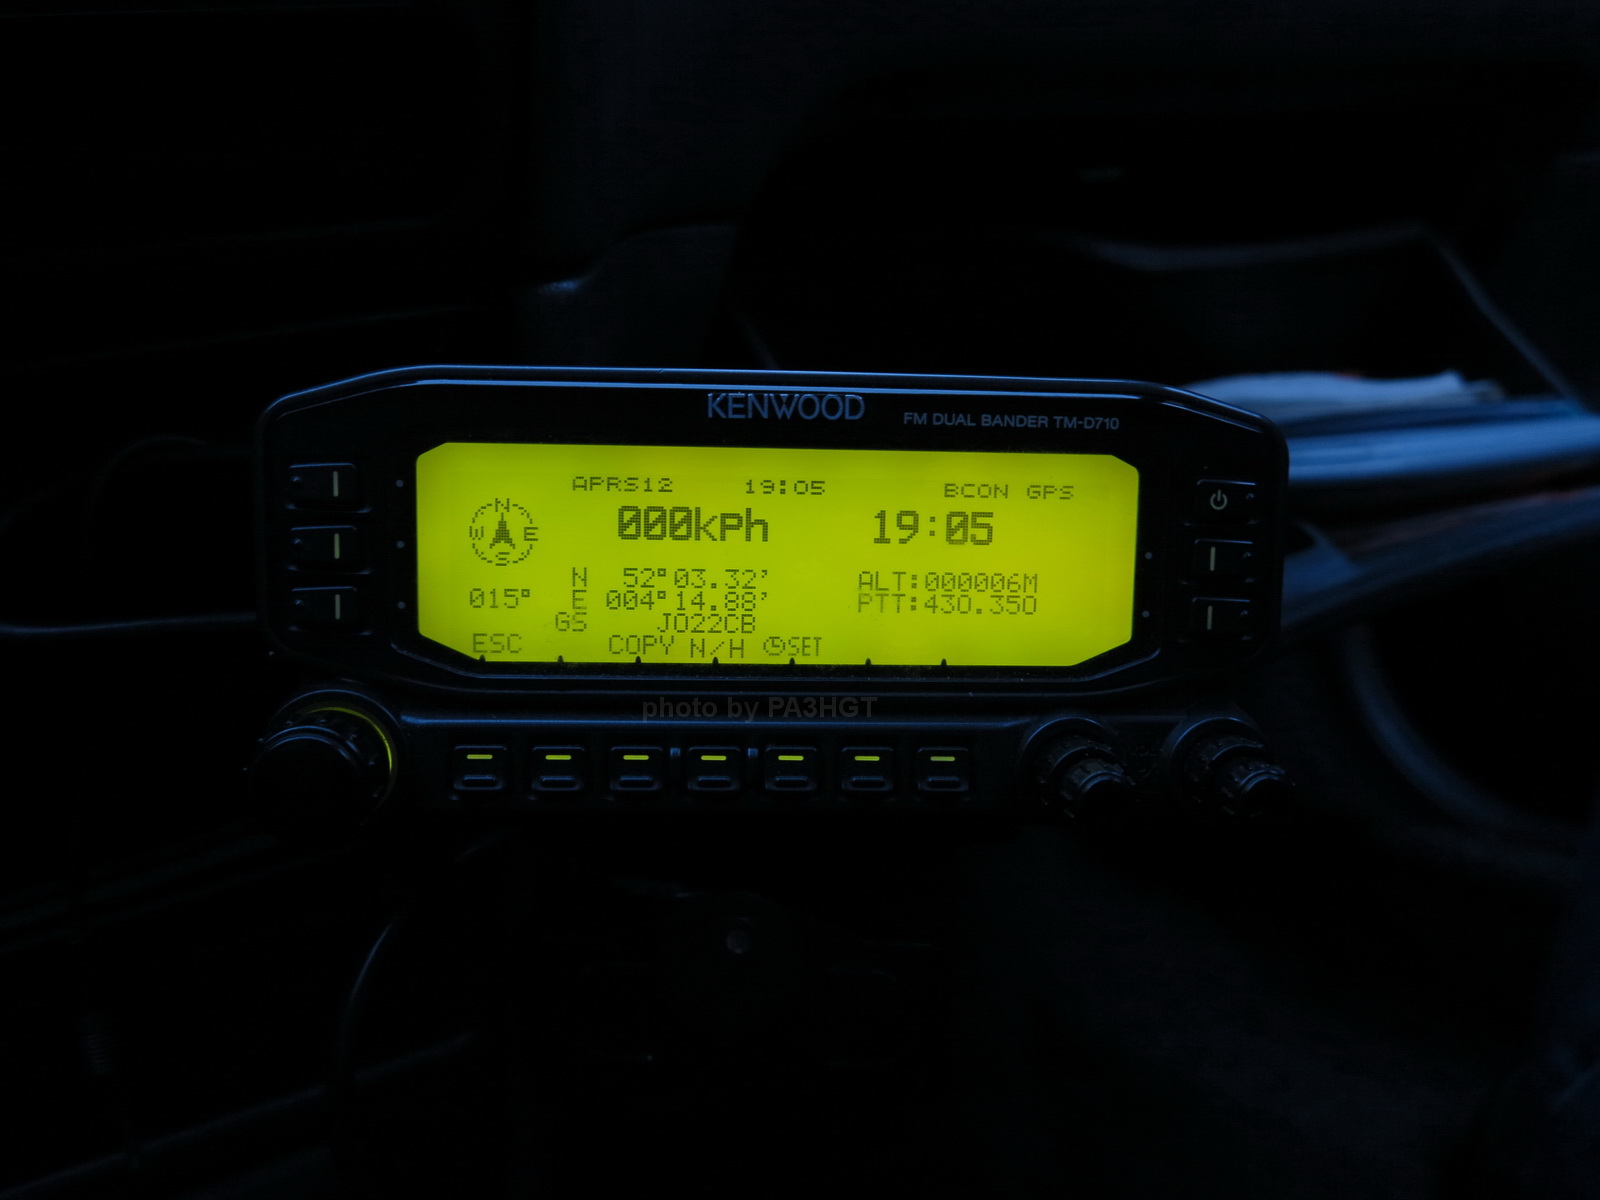 KENWOOD FM DUAL BANDER TM-D710
APRS12 19:05 BCON GPS
N
W E
S
000kPh 19:05
N 52°03.32' ALT:000006M
015° E 004°14.88' PTT:430.350
GS JO22CB
ESC COPY N/H SET
photo by PA3HGT